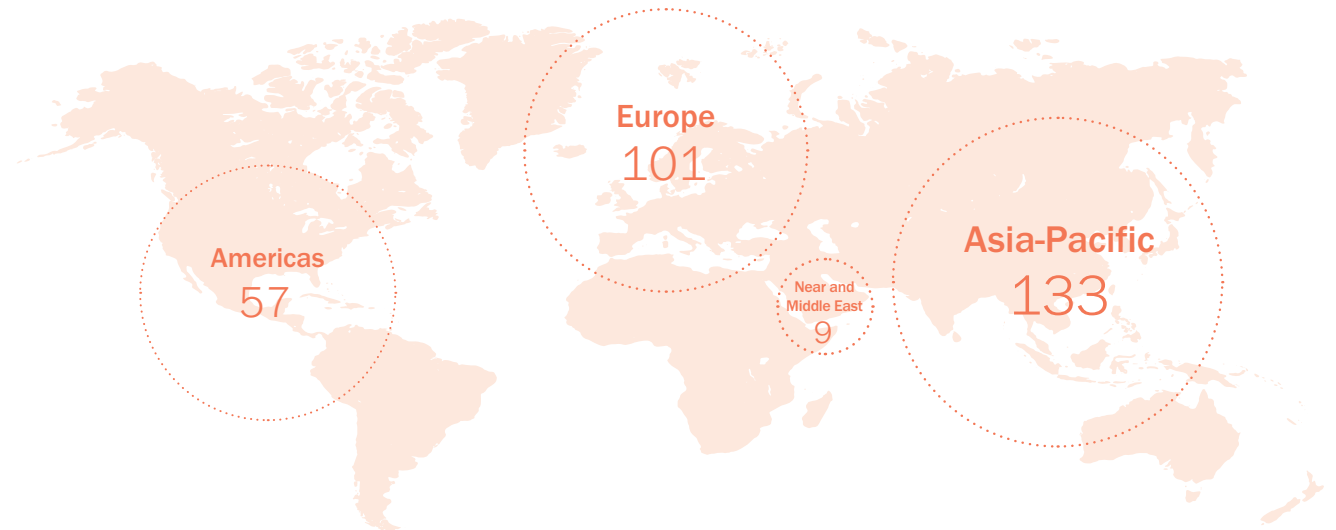 Europe
101
Americas
57
Near and
Middle East
9
Asia-Pacific
133